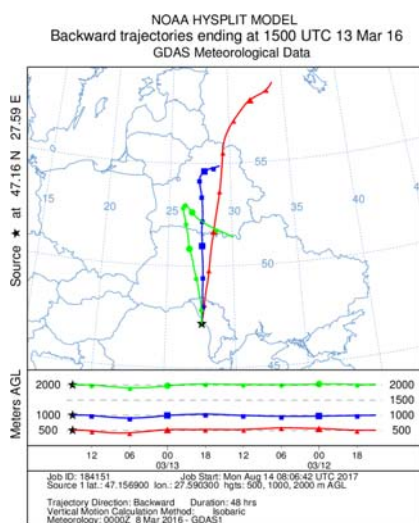 NOAA HYSPLIT MODEL
Backward trajectories ending at 1500 UTC 13 Mar 16
GDAS Meteorological Data
Source ★ at 47.16 N 27.59 E
55
15
20
25
30
35
40
50
Meters AGL
2000
2000
1500
1000
1000
500
500
12
06
00
18
12
06
00
18
03/13
03/12
Job ID: 184151
Job Start: Mon Aug 14 08:06:42 UTC 2017
Source 1 lat.: 47.156900 lon.: 27.590300 hgts: 500, 1000, 2000 m AGL
Trajectory Direction: Backward Duration: 48 hrs
Vertical Motion Calculation Method: Isobaric
Meteorology: 0000Z 8 Mar 2016 - GDAS1